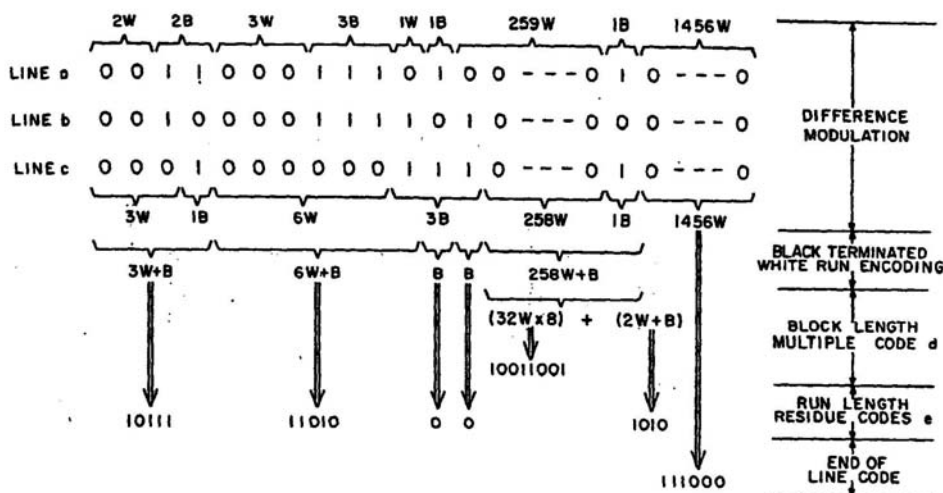 2W 2B 3W 3B 1W 1B 259W 1B 1456W
LINE a 0 0 1 1 0 0 0 1 1 1 0 1 0 0 --- 0 1 0 --- 0
LINE b 0 0 1 0 0 0 0 1 1 1 1 0 1 0 --- 0 0 0 --- 0
DIFFERENCE
MODULATION
LINE c 0 0 0 1 0 0 0 0 0 0 1 1 1 0 --- 0 1 0 --- 0
3W 1B 6W 3B 258W 1B 1456W
BLACK TERMINATED
WHITE RUN ENCODING
3W+B 6W+B B B 258W+B
(32W x 8) + (2W+B)
BLOCK LENGTH
MULTIPLE CODE d
10011001
RUN LENGTH
RESIDUE CODES e
10111 11010 0 0 1010
END OF
LINE CODE
111000